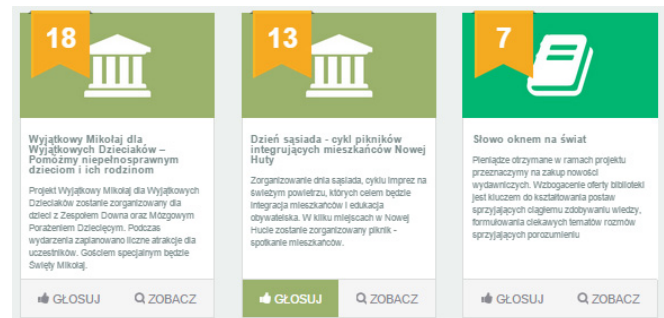 18
Wyjątkowy Mikołaj dla
Wyjątkowych Dzieciaków –
Pomóżmy niepełnosprawnym
dzieciom i ich rodzinom
Projekt Wyjątkowy Mikołaj dla Wyjątkowych
Dzieciaków zostanie zorganizowany dla
dzieci z Zespołem Downa oraz Mózgowym
Porażeniem Dziecięcym. Podczas
wydarzenia zaplanowano liczne atrakcje dla
uczestników. Gościem specjalnym będzie
Święty Mikołaj.
GŁOSUJ ZOBACZ
13
Dzień sąsiada - cykl pikników
integrujących mieszkańców Nowej
Huty
Zorganizowanie dnia sąsiada, cyklu imprez na
świeżym powietrzu, których celem będzie
integracja mieszkańców i edukacja
obywatelska. W kilku miejscach w Nowej
Hucie zostanie zorganizowany piknik -
spotkanie mieszkańców.
GŁOSUJ ZOBACZ
7
Słowo oknem na świat
Pieniądze otrzymane w ramach projektu
przeznaczymy na zakup nowości
wydawniczych. Wzbogacenie oferty biblioteki
jest kluczem do kształtowania postaw
sprzyjających ciągłemu zdobywaniu wiedzy,
formułowania ciekawych tematów rozmów
sprzyjających porozumieniu
GŁOSUJ ZOBACZ